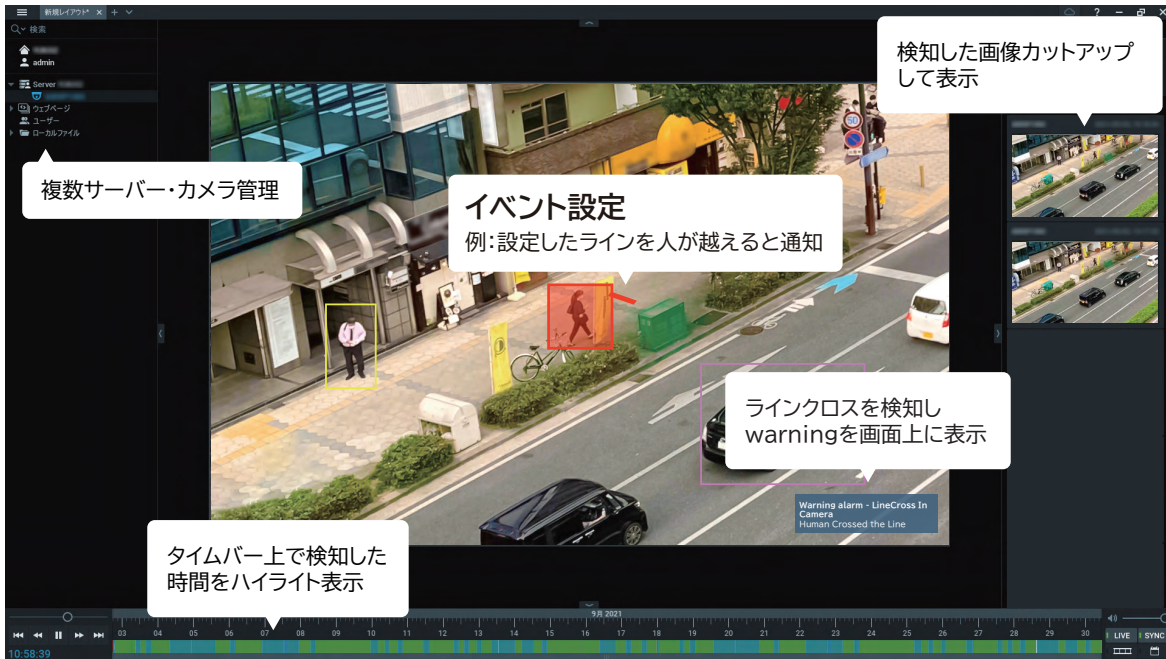 新規レイアウト*
検索
admin
Server
ウェブページ
ユーザー
ローカルファイル
複数サーバー・カメラ管理
検知した画像カットアップ
して表示
イベント設定
例：設定したラインを人が越えると通知
50
ラインクロスを検知し
warningを画面上に表示
Warning alarm - LineCross In
Camera
Human Crossed the Line
タイムバー上で検知した
時間をハイライト表示
9月 2021
03 04 05 06 07 08 09 10 11 12 13 14 15 16 17 18 19 20 21 22 23 24 25 26 27 28 29 30
LIVE SYNC
10:58:39